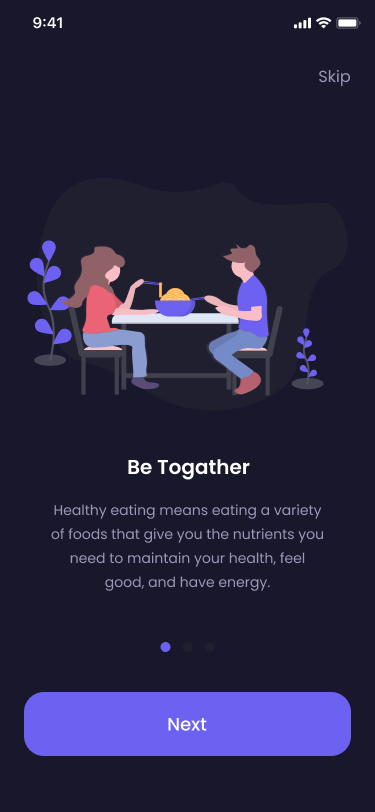 9:41
Skip
Be Togather
Healthy eating means eating a variety
of foods that give you the nutrients you
need to maintain your health, feel
good, and have energy.
Next